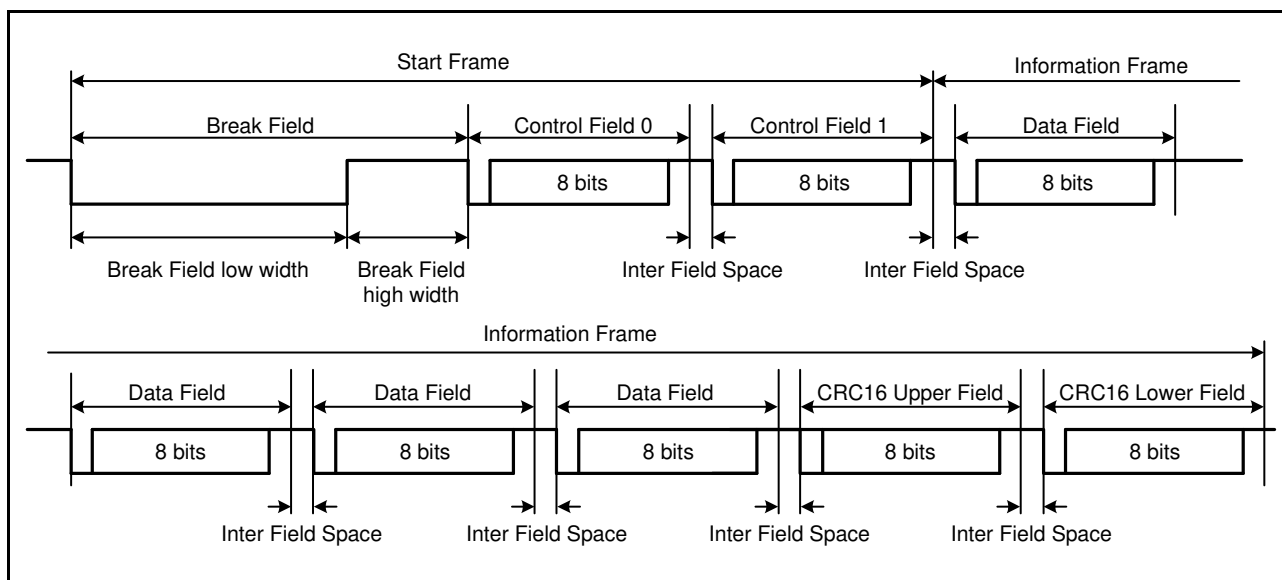 Start Frame
Information Frame
Break Field
Control Field 0
Control Field 1
Data Field
8 bits
8 bits
8 bits
Break Field low width
Break Field
high width
Inter Field Space
Inter Field Space
Information Frame
Data Field
Data Field
Data Field
CRC16 Upper Field
CRC16 Lower Field
8 bits
8 bits
8 bits
8 bits
8 bits
Inter Field Space
Inter Field Space
Inter Field Space
Inter Field Space